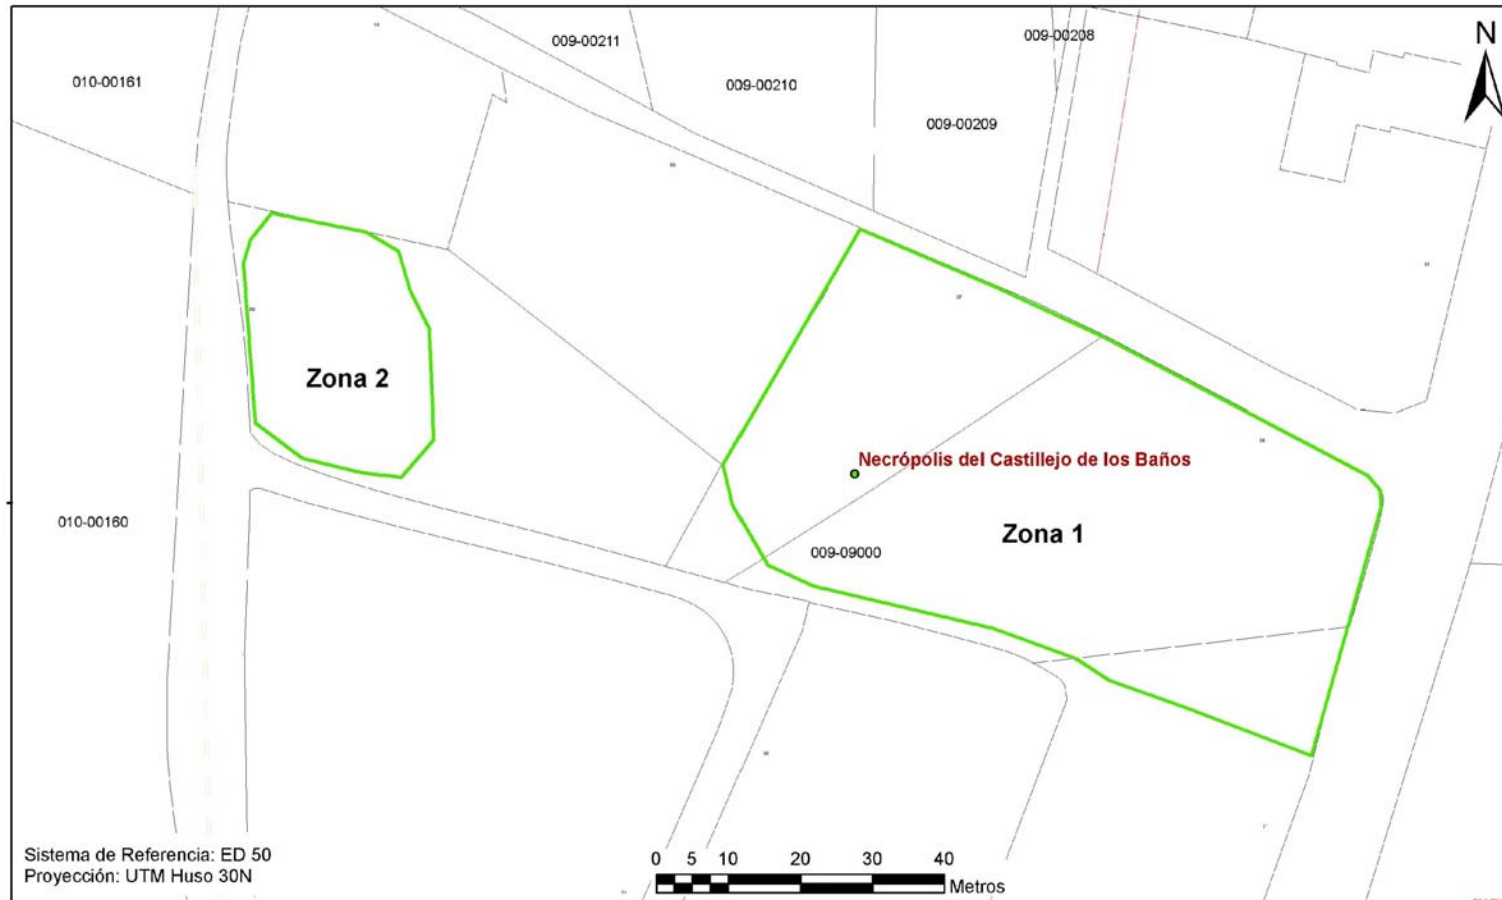 009-00211
009-00208
N
010-00161
009-00210
009-00209
Zona 2
Necrópolis del Castillejo de los Baños
010-00160
Zona 1
009-09000
Sistema de Referencia: ED 50
Proyección: UTM Huso 30N
0 5 10 20 30 40
Metros